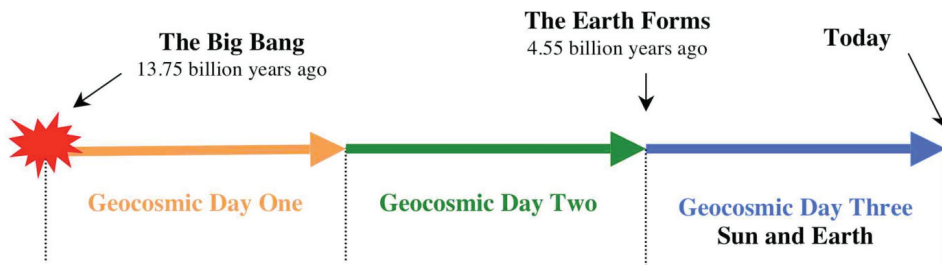 The Big Bang
13.75 billion years ago
The Earth Forms
4.55 billion years ago
Today
Geocosmic Day One
Geocosmic Day Two
Geocosmic Day Three
Sun and Earth